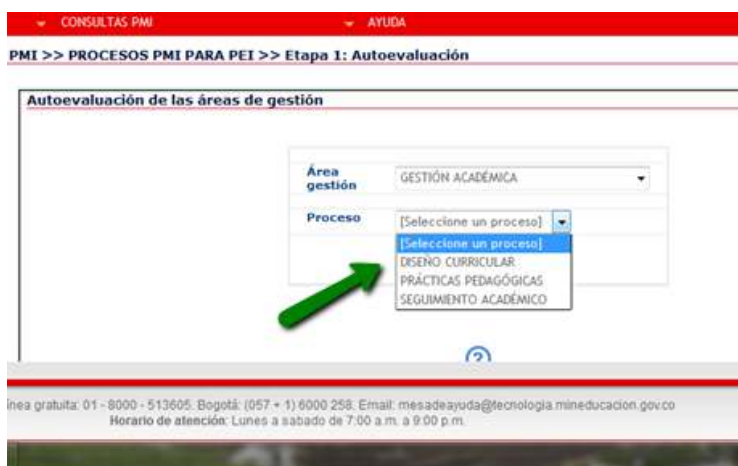 CONSULTAS PMI
AYUDA
PMI >> PROCESOS PMI PARA PEI >> Etapa 1: Autoevaluación
Autoevaluación de las áreas de gestión
Área gestión
GESTIÓN ACADÉMICA
Proceso
[Seleccione un proceso]
[Seleccione un proceso]
DISEÑO CURRICULAR
PRÁCTICAS PEDAGÓGICAS
SEGUIMIENTO ACADÉMICO
?
ínea gratuita: 01 - 8000 - 513605. Bogotá: (057 + 1) 6000 258. Email: mesadeayuda@tecnologia.mineducacion.gov.co
Horario de atención: Lunes a sabado de 7:00 a.m. a 9:00 p.m.